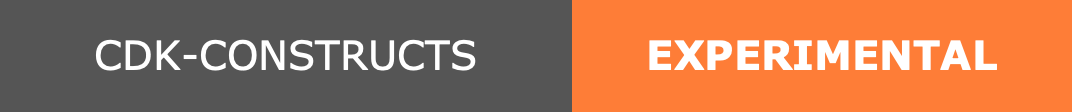 CDK-CONSTRUCTS EXPERIMENTAL